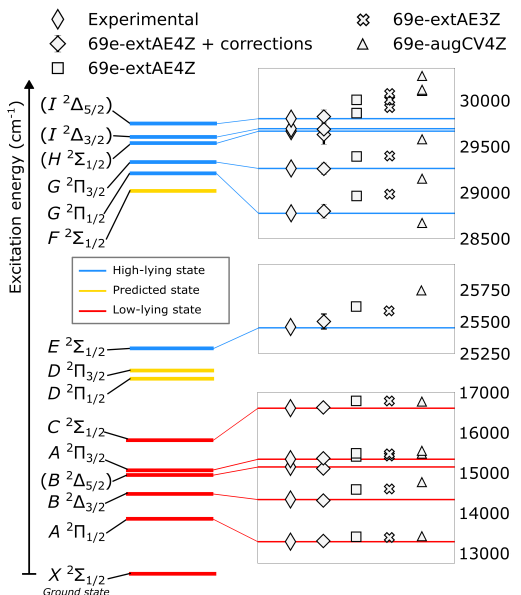 Experimental
69e-extAE4Z + corrections
69e-extAE4Z
69e-extAE3Z
69e-augCV4Z
Excitation energy (cm⁻¹)
(I ²Δ5/2)
(I ²Δ3/2)
(H ²Σ1/2)
G ²Π3/2
G ²Π1/2
F ²Σ1/2
High-lying state
Predicted state
Low-lying state
E ²Σ1/2
D ²Π3/2
D ²Π1/2
C ²Σ1/2
A ²Π3/2
(B ²Δ5/2)
B ²Δ3/2
A ²Π1/2
X ²Σ1/2
Ground state
30000
29500
29000
28500
25750
25500
25250
17000
16000
15000
14000
13000